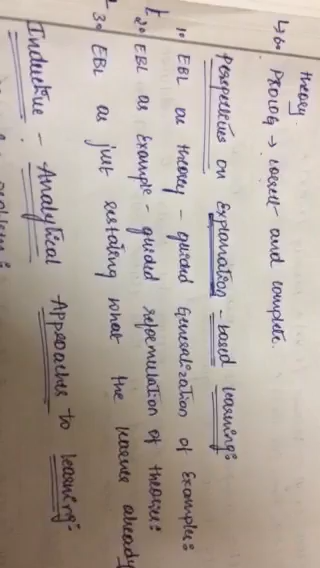 theory.
↳ 6. PROLOG → correct and complete.
Perspectives on Explanation - based learning:
1. EBL as theory - guided Generalization of Examples:
2. EBL as Example - guided reformulation of theories:
3. EBL as just restating what the learner already
Inductive - Analytical Approaches to learning: